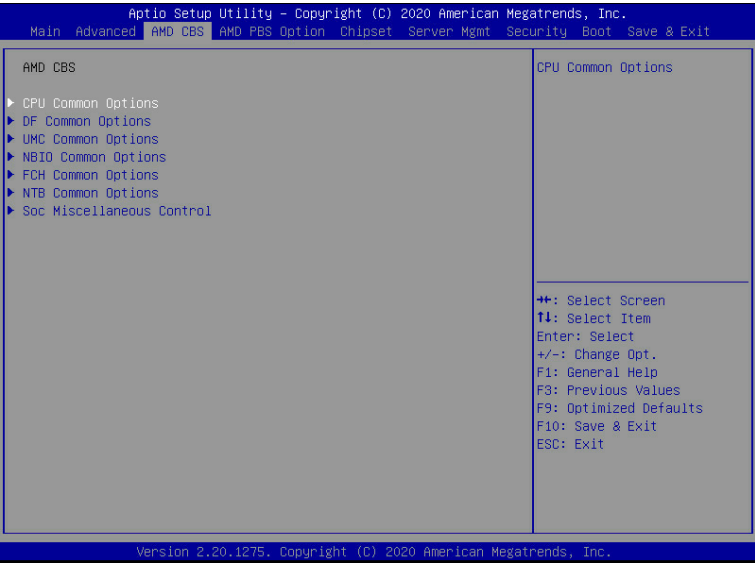 Aptio Setup Utility – Copyright (C) 2020 American Megatrends, Inc.
Main Advanced AMD CBS AMD PBS Option Chipset Server Mgmt Security Boot Save & Exit
AMD CBS
CPU Common Options
DF Common Options
UMC Common Options
NBIO Common Options
FCH Common Options
NTB Common Options
Soc Miscellaneous Control
CPU Common Options
→←: Select Screen
↑↓: Select Item
Enter: Select
+/-: Change Opt.
F1: General Help
F3: Previous Values
F9: Optimized Defaults
F10: Save & Exit
ESC: Exit
Version 2.20.1275. Copyright (C) 2020 American Megatrends, Inc.